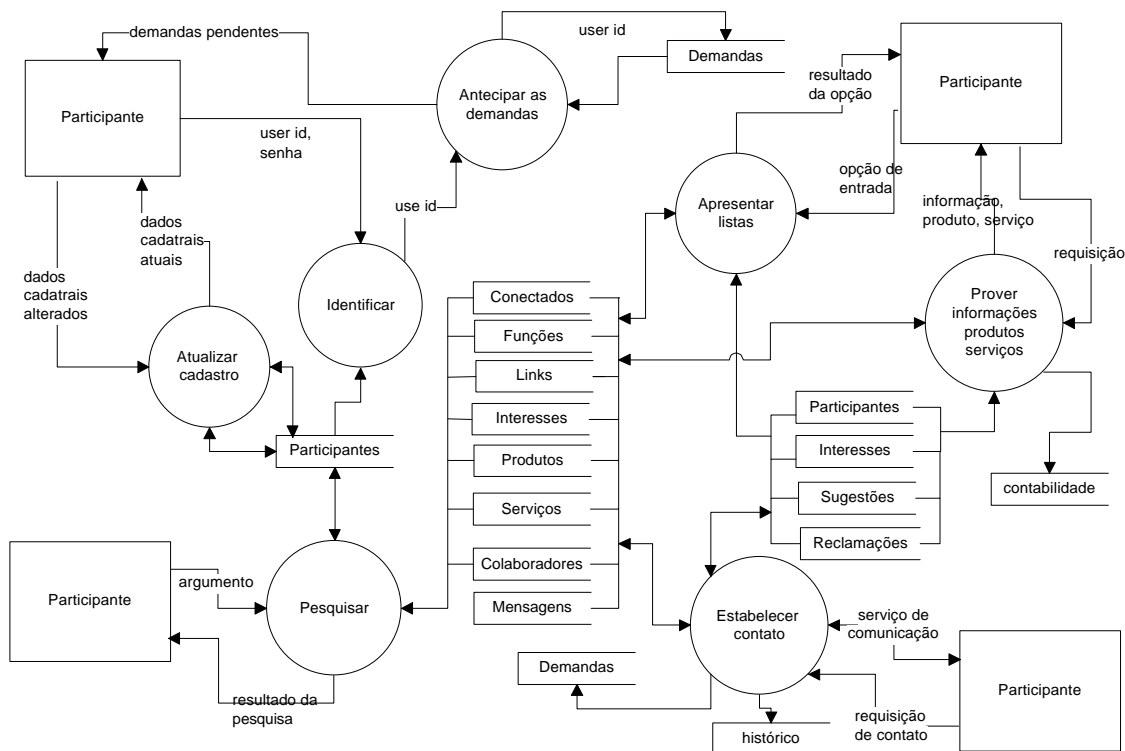 demandas pendentes
user id
Demandas
Participante
Antecipar as
demandas
resultado
da opção
Participante
user id,
senha
opção de
entrada
Apresentar
listas
informação,
produto, serviço
use id
dados
cadatrais
atuais
requisição
dados
cadatrais
alterados
Identificar
Conectados
Prover
informações
produtos
serviços
Funções
Atualizar
cadastro
Links
Participantes
Interesses
Participantes
Interesses
Produtos
contabilidade
Sugestões
Serviços
Reclamações
Colaboradores
argumento
Participante
Pesquisar
Mensagens
Estabelecer
contato
serviço de
comunicação
Demandas
Participante
resultado da
pesquisa
requisição
de contato
histórico